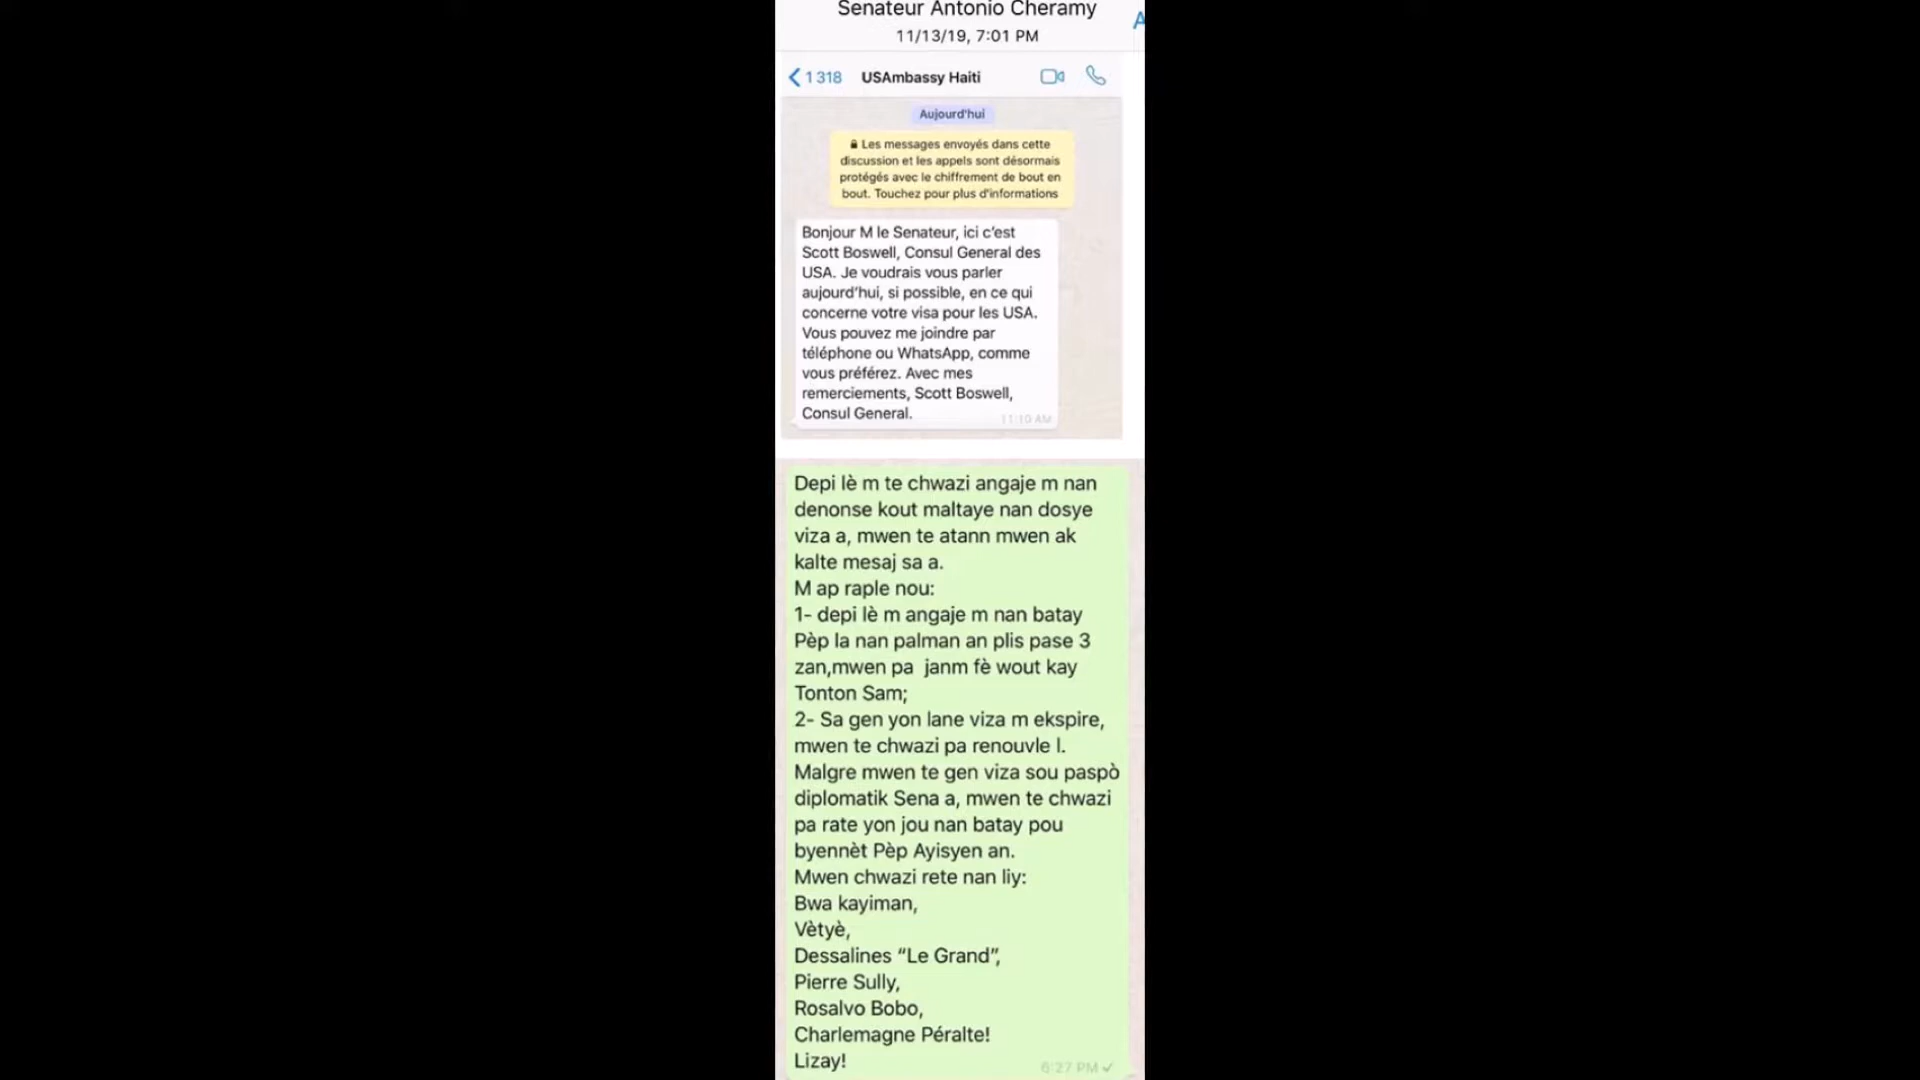 Senateur Antonio Cheramy
11/13/19, 7:01 PM
1 318 USAmbassy Haiti
Aujourd'hui
Les messages envoyés dans cette
discussion et les appels sont désormais
protégés avec le chiffrement de bout en
bout. Touchez pour plus d'informations
Bonjour M le Senateur, ici c'est
Scott Boswell, Consul General des
USA. Je voudrais vous parler
aujourd'hui, si possible, en ce qui
concerne votre visa pour les USA.
Vous pouvez me joindre par
téléphone ou WhatsApp, comme
vous préférez. Avec mes
remerciements, Scott Boswell,
Consul General.
11:10 AM
Depi lè m te chwazi angaje m nan
denonse kout maltaye nan dosye
viza a, mwen te atann mwen ak
kalte mesaj sa a.
M ap raple nou:
1- depi lè m angaje m nan batay
Pèp la nan palman an plis pase 3
zan,mwen pa janm fè wout kay
Tonton Sam;
2- Sa gen yon lane viza m ekspire,
mwen te chwazi pa renouvle l.
Malgre mwen te gen viza sou paspò
diplomatik Sena a, mwen te chwazi
pa rate yon jou nan batay pou
byennèt Pèp Ayisyen an.
Mwen chwazi rete nan liy:
Bwa kayiman,
Vètyè,
Dessalines “Le Grand”,
Pierre Sully,
Rosalvo Bobo,
Charlemagne Péralte!
Lizay!
6:27 PM